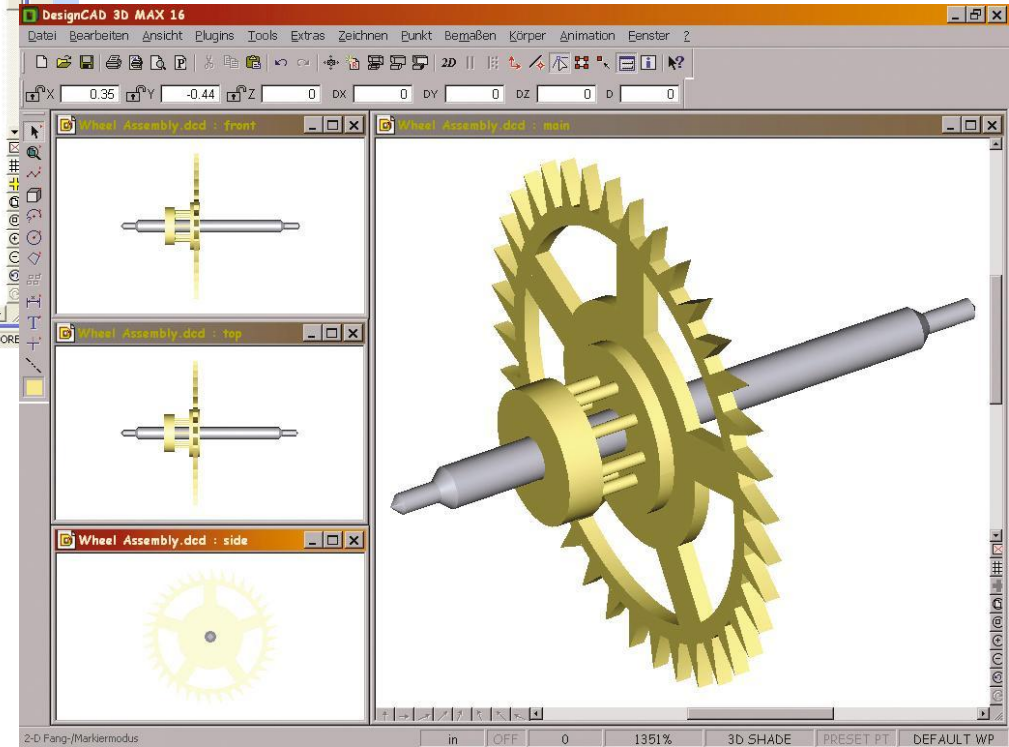 DesignCAD 3D MAX 16
Datei Bearbeiten Ansicht Plugins Tools Extras Zeichnen Punkt Bemaßen Körper Animation Fenster ?
P 2D
X 0.35 Y -0.44 Z 0 DX 0 DY 0 DZ 0 D 0
Wheel Assembly.dcd : front
Wheel Assembly.dcd : main
Wheel Assembly.dcd : top
Wheel Assembly.dcd : side
2-D Fang-/Markiermodus in OFF 0 1351% 3D SHADE PRESET PT DEFAULT WP